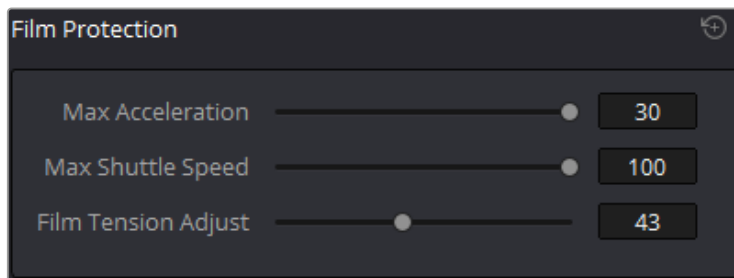 Film Protection
Max Acceleration 30
Max Shuttle Speed 100
Film Tension Adjust 43